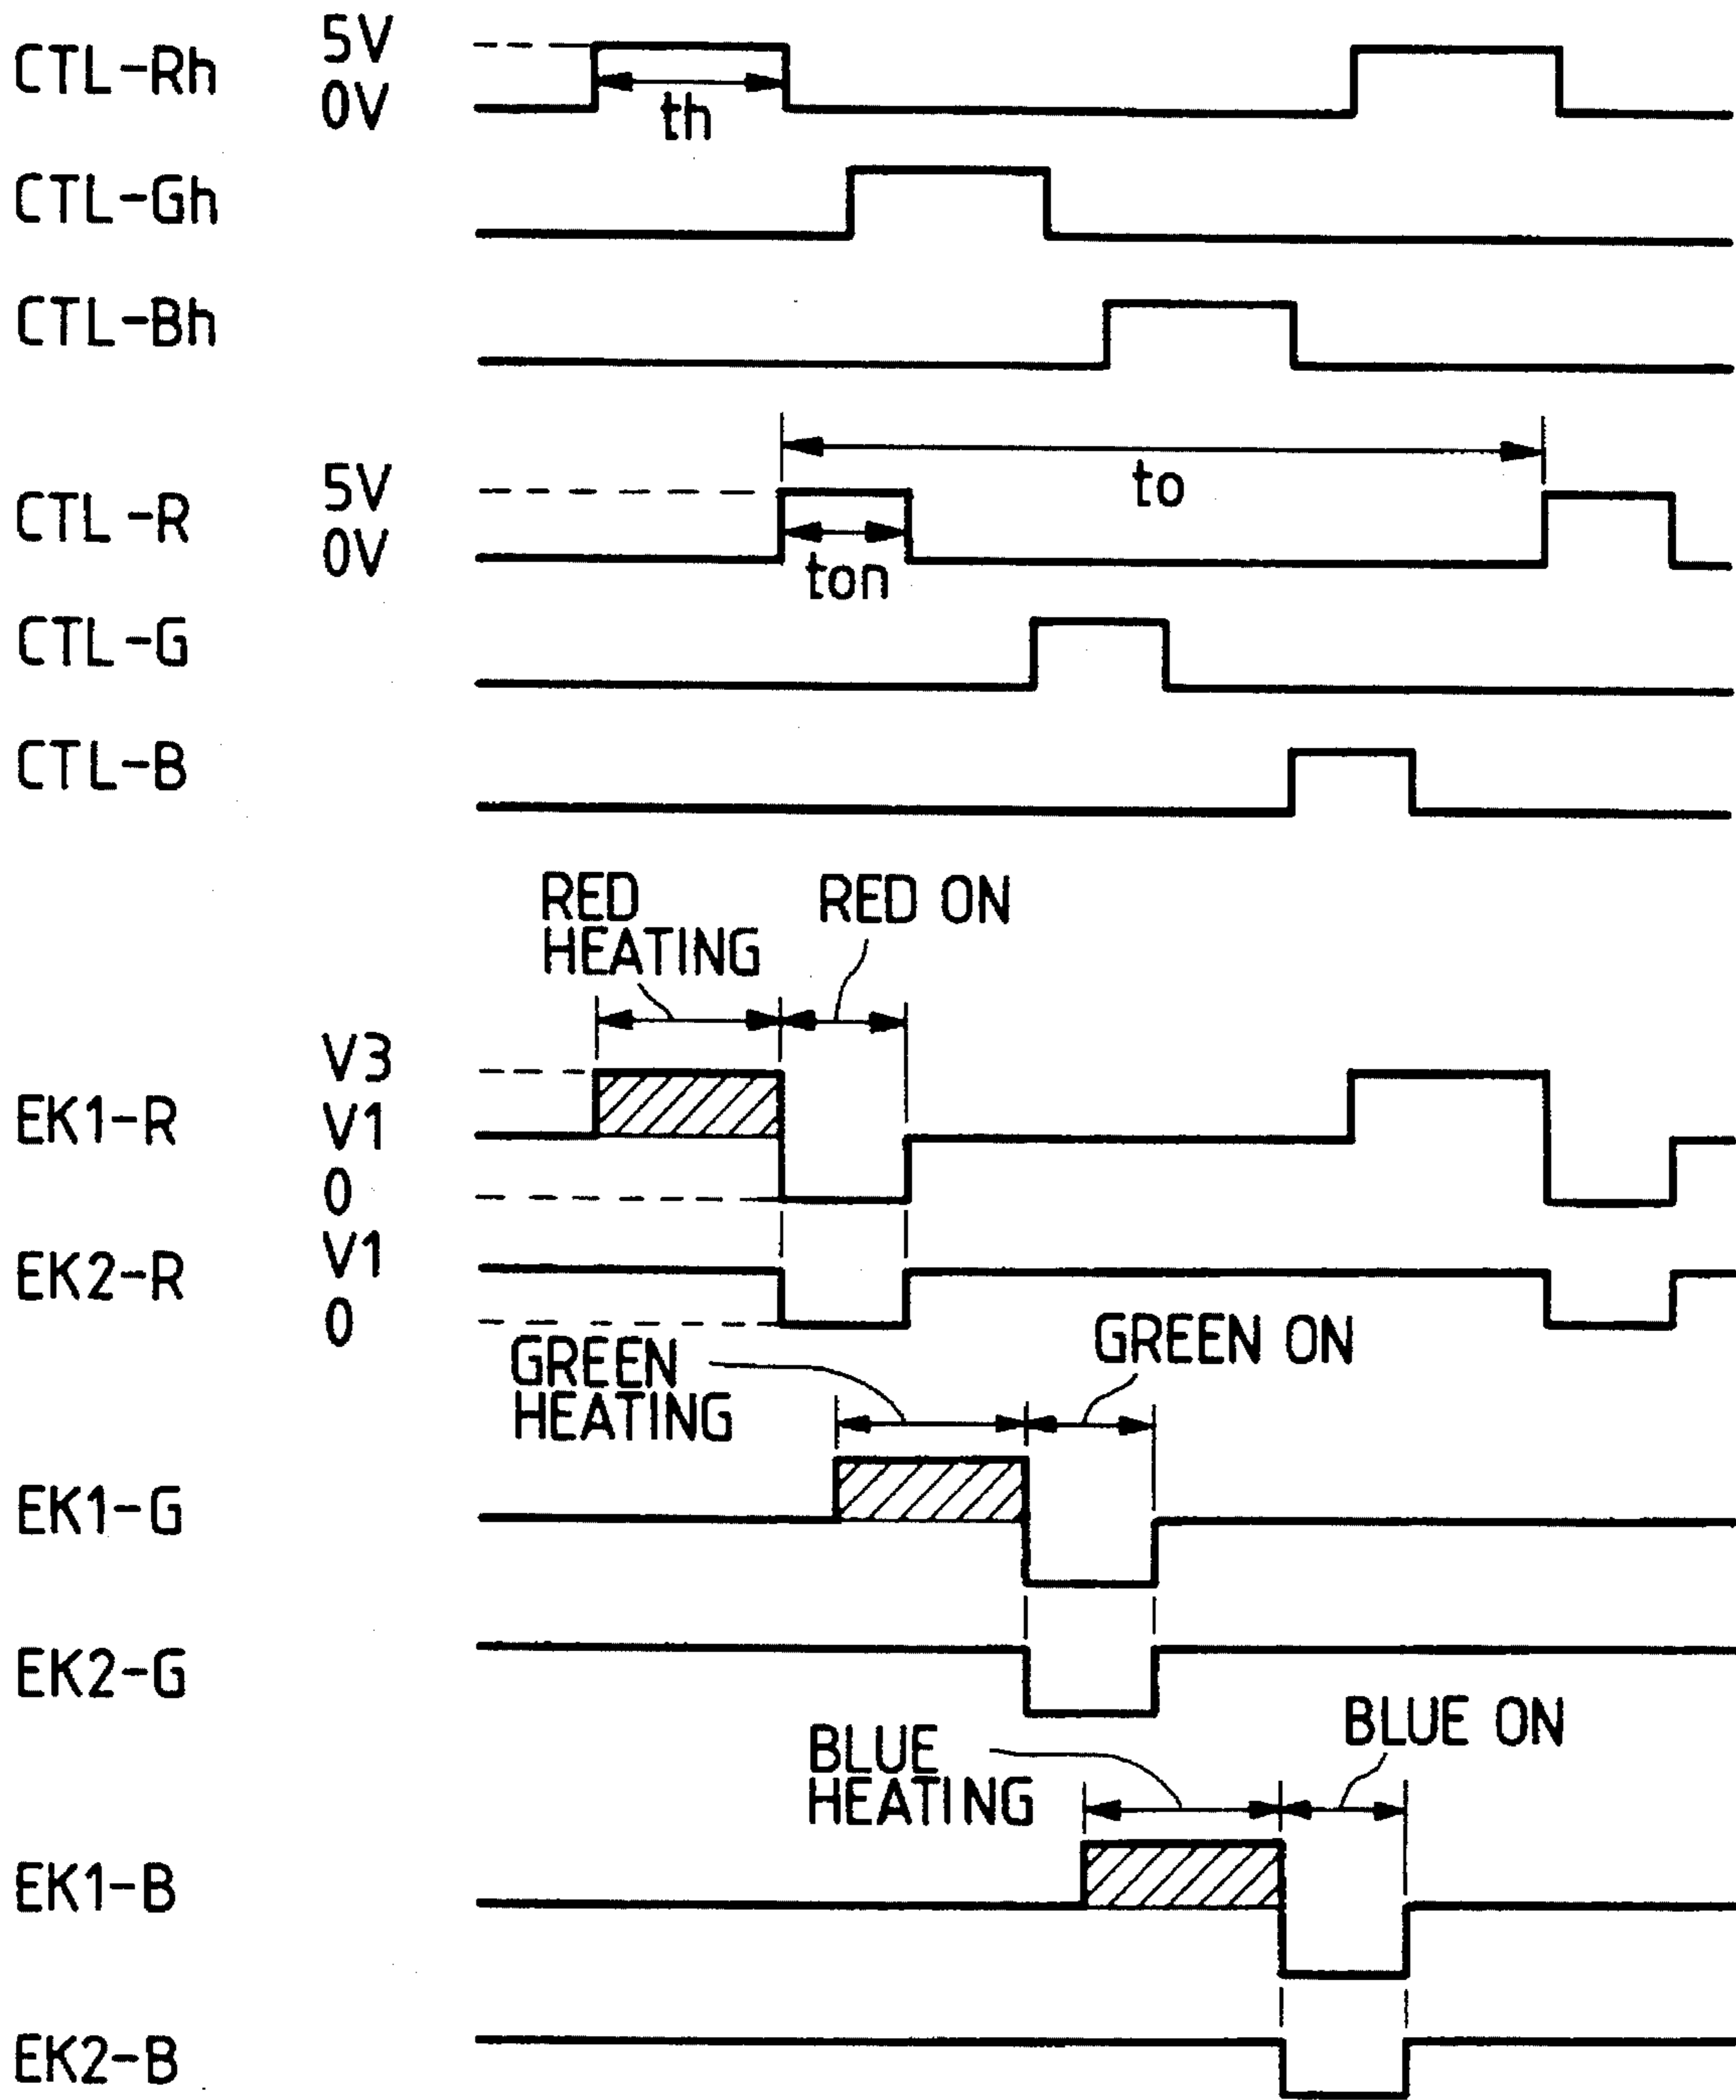 CTL-Rh 5V
0V
th
CTL-Gh
CTL-Bh
CTL-R 5V
0V
to
ton
CTL-G
CTL-B
RED
HEATING
RED ON
EK1-R V3
V1
0
EK2-R V1
0
GREEN
HEATING
GREEN ON
EK1-G
EK2-G
BLUE
HEATING
BLUE ON
EK1-B
EK2-B